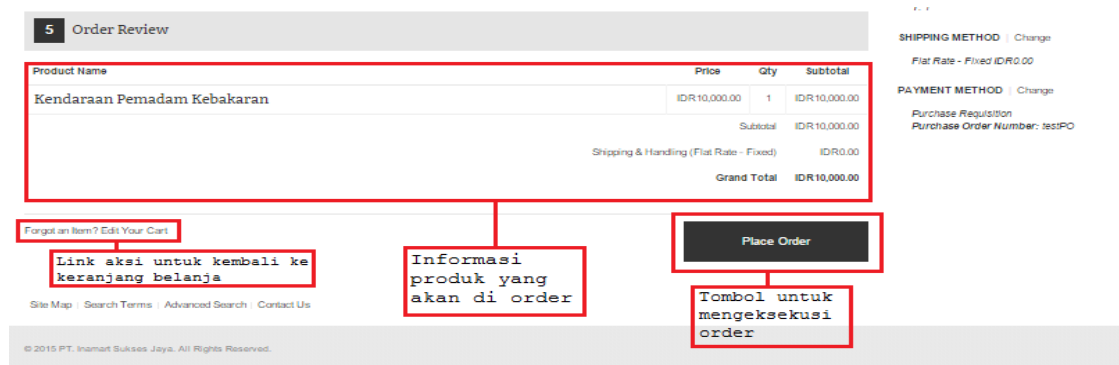 5 Order Review
SHIPPING METHOD | Change
Flat Rate - Fixed IDR0.00
PAYMENT METHOD | Change
Purchase Requisition
Purchase Order Number: testPO
Product Name Price Qty Subtotal
Kendaraan Pemadam Kebakaran IDR10,000.00 1 IDR10,000.00
Subtotal IDR10,000.00
Shipping & Handling (Flat Rate - Fixed) IDR0.00
Grand Total IDR10,000.00
Forgot an Item? Edit Your Cart
Place Order
Link aksi untuk kembali ke
keranjang belanja
Informasi
produk yang
akan di order
Tombol untuk
mengeksekusi
order
Site Map | Search Terms | Advanced Search | Contact Us
© 2015 PT. Inamart Sukses Jaya. All Rights Reserved.